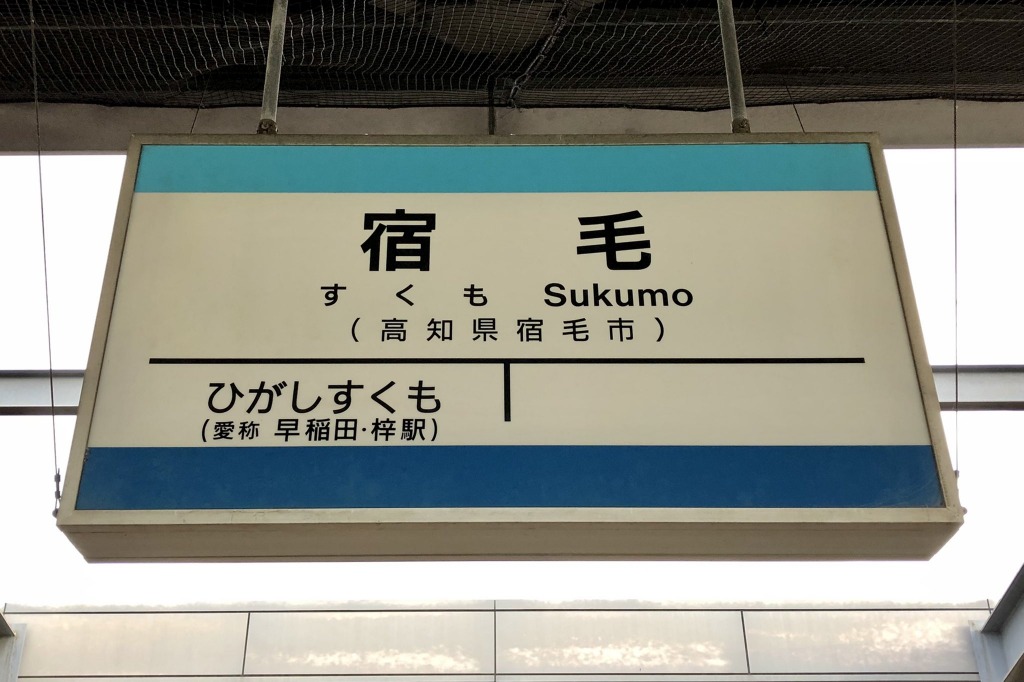 宿毛
すくも Sukumo
(高知県宿毛市)
ひがしすくも
(愛称 早稲田·梓駅)